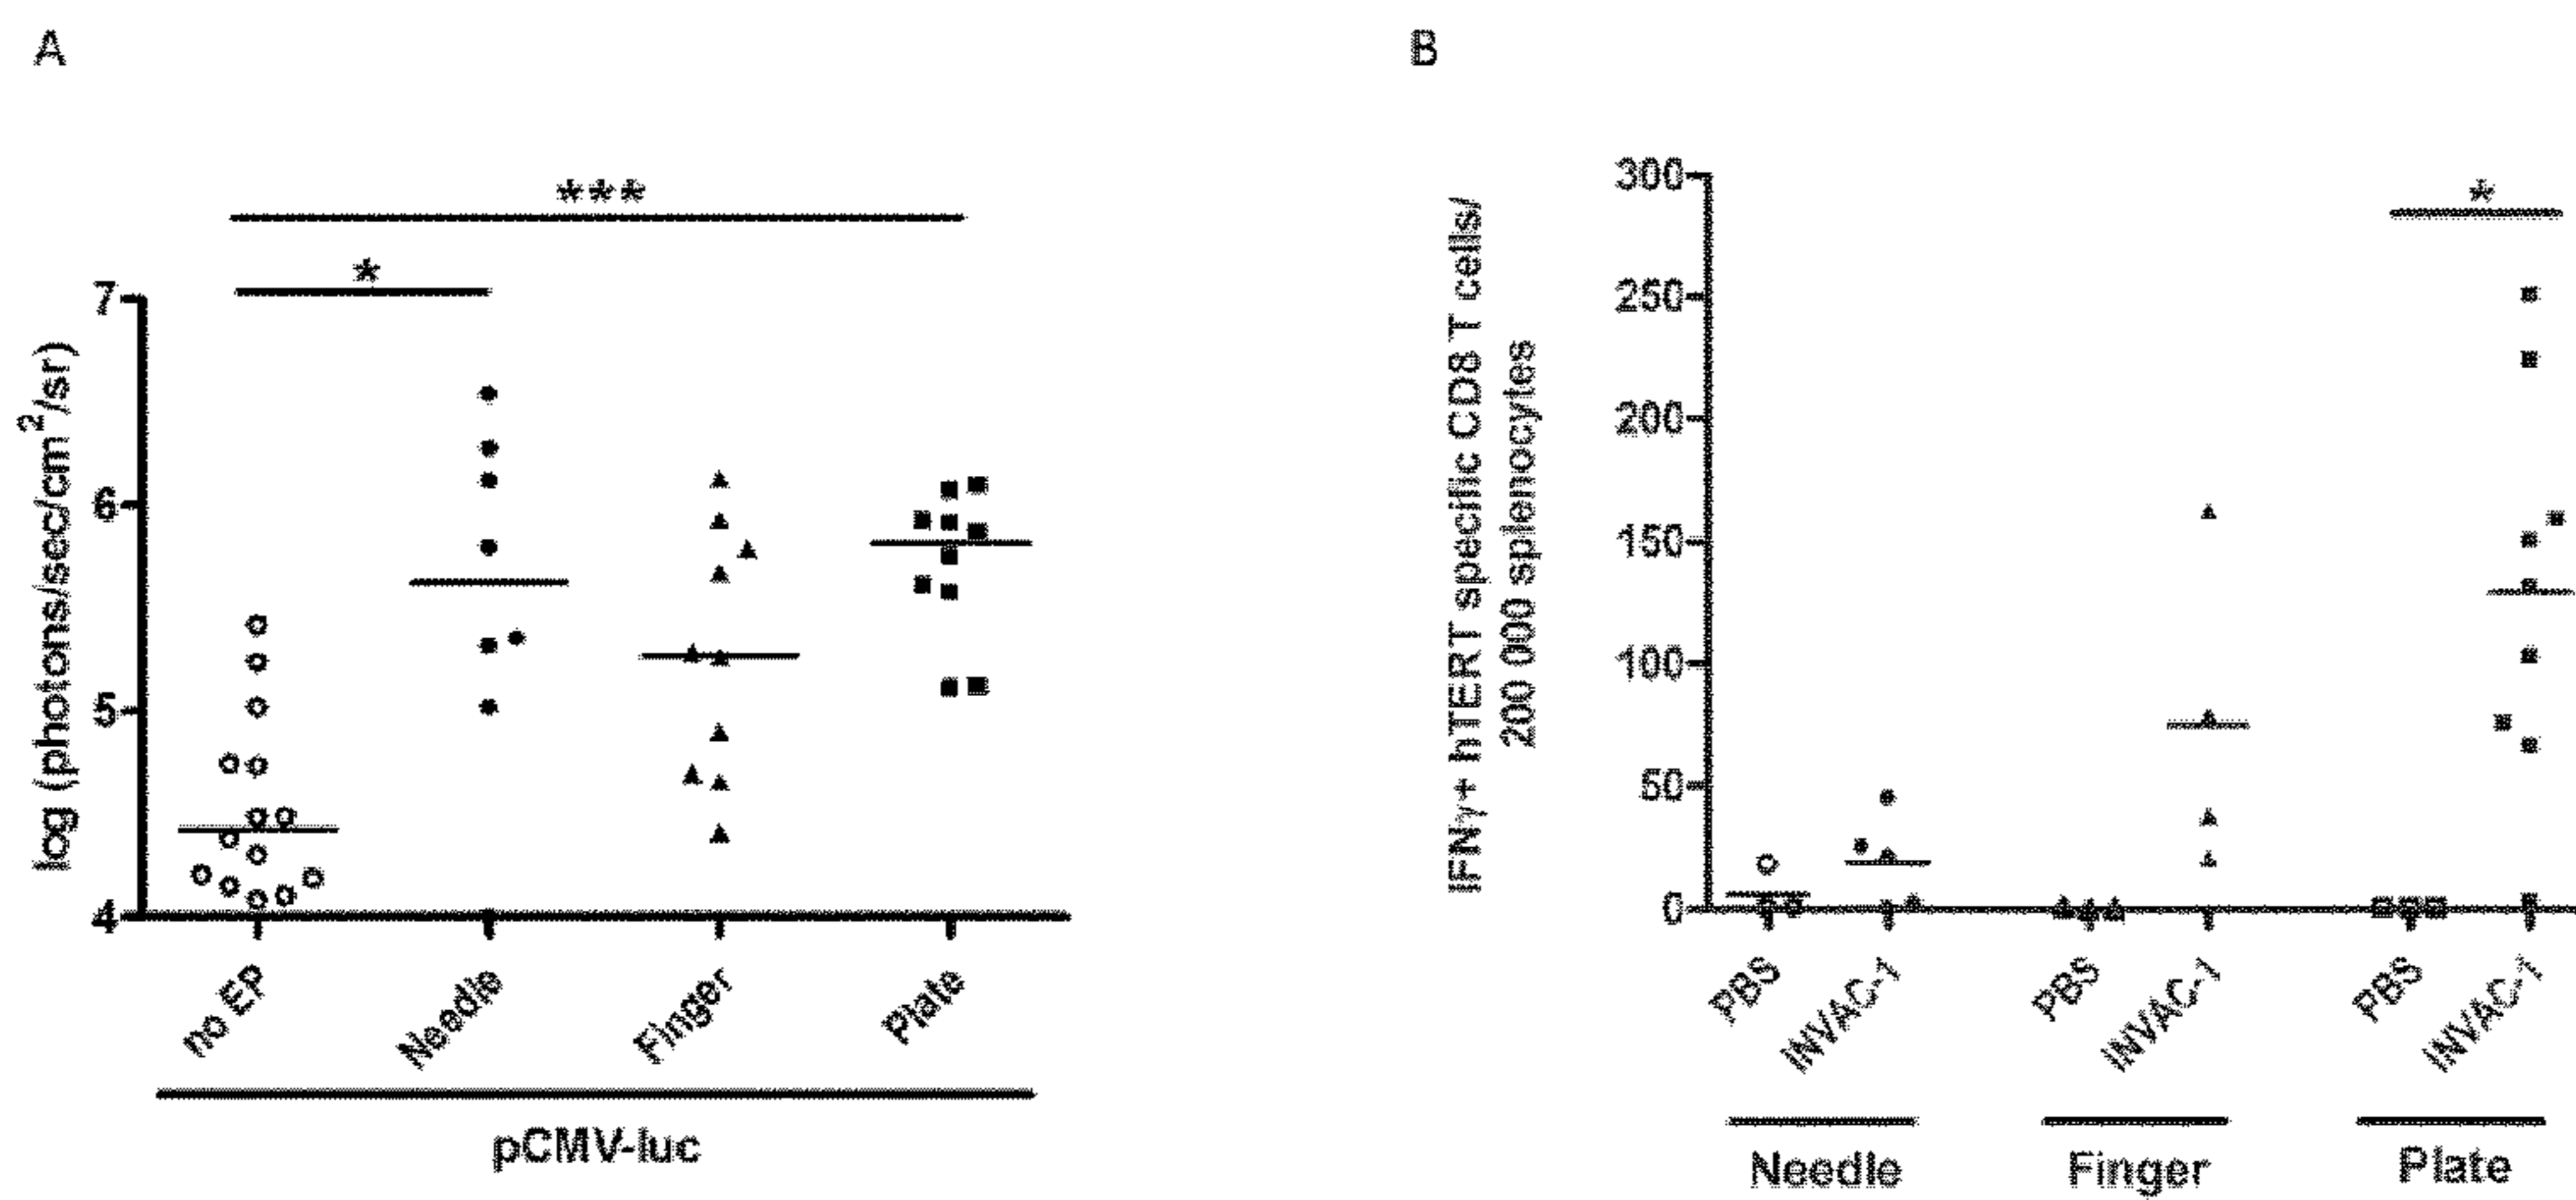 A
***
*
7
6
5
4
log (photons/sec/cm²/sr)
no EP
Needle
Finger
Plate
pCMV-luc
B
*
300
250
200
150
100
50
0
IFNγ+ hTERT specific CD8 T cells/
200 000 splenocytes
PBS
INVAC-1
PBS
INVAC-1
PBS
INVAC-1
Needle
Finger
Plate